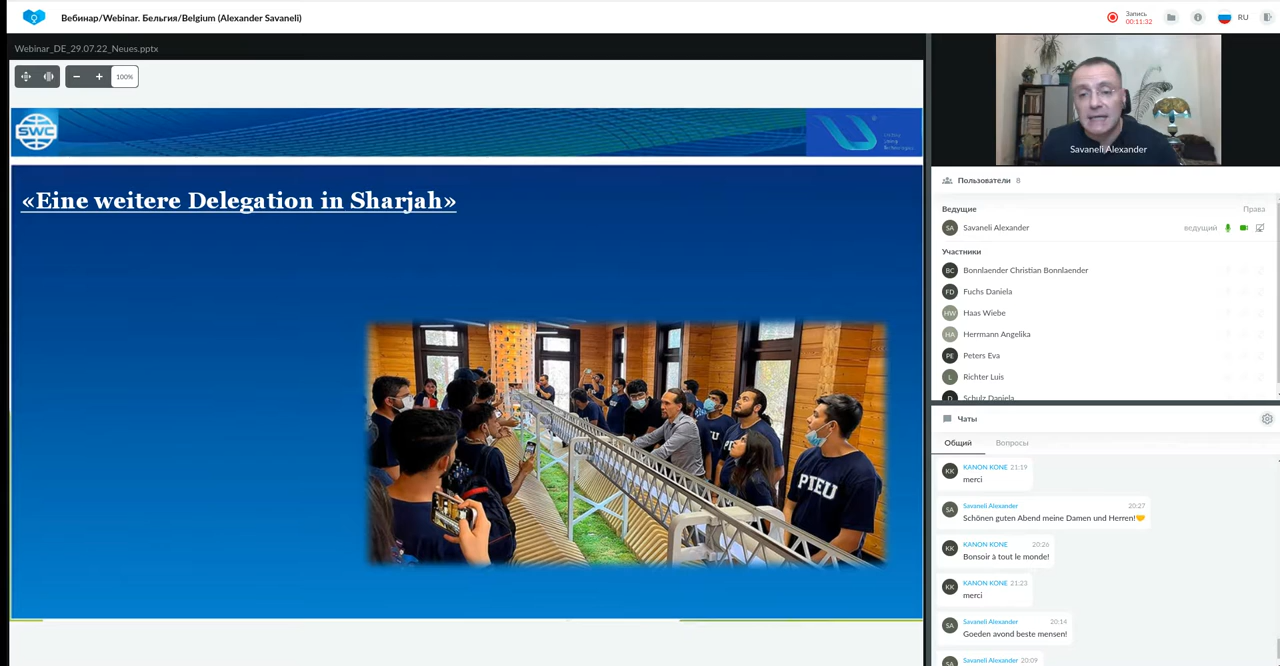 Вебинар/Webinar. Бельгия/Belgium (Alexander Savaneli)
Запись
00:11:32
RU
Webinar_DE_29.07.22_Neues.pptx
100%
SWC
«Eine weitere Delegation in Sharjah»
PIEU
Savaneli Alexander
Пользователи 8
Ведущие
Права
SA Savaneli Alexander
ведущий
Участники
BC Bonnlaender Christian Bonnlaender
FD Fuchs Daniela
HW Haas Wiebe
HA Herrmann Angelika
PE Peters Eva
L Richter Luis
D Schulz Daniela
Чаты
Общий
Вопросы
KK KANON KONE 21:19
merci
SA Savaneli Alexander 20:27
Schönen guten Abend meine Damen und Herren!
KK KANON KONE 20:26
Bonsoir à tout le monde!
KK KANON KONE 21:23
merci
SA Savaneli Alexander 20:14
Goeden avond beste mensen!
SA Savaneli Alexander 20:09